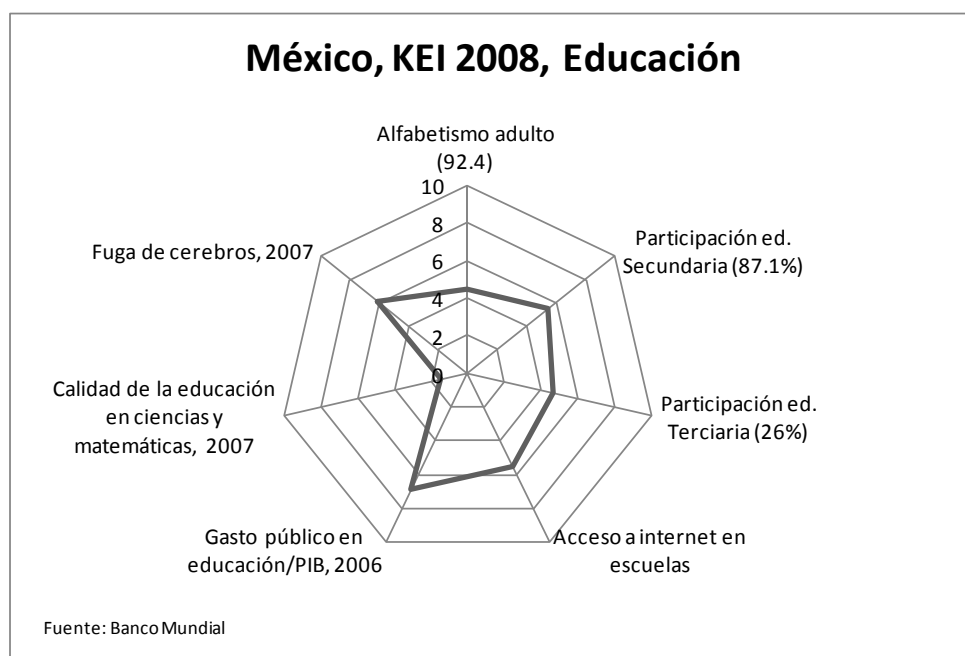 México, KEI 2008, Educación
Alfabetismo adulto
(92.4)
10
8
6
4
2
0
Participación ed.
Secundaria (87.1%)
Participación ed.
Terciaria (26%)
Acceso a internet en
escuelas
Gasto público en
educación/PIB, 2006
Calidad de la educación
en ciencias y
matemáticas, 2007
Fuga de cerebros, 2007
Fuente: Banco Mundial